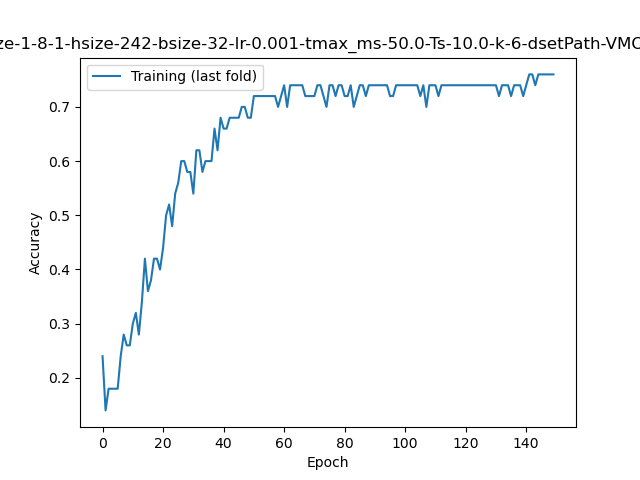 ze-1-8-1-hsize-242-bsize-32-lr-0.001-tmax_ms-50.0-Ts-10.0-k-6-dsetPath-VMC
Training (last fold)
0.7
0.6
0.5
0.4
0.3
0.2
Accuracy
0 20 40 60 80 100 120 140
Epoch